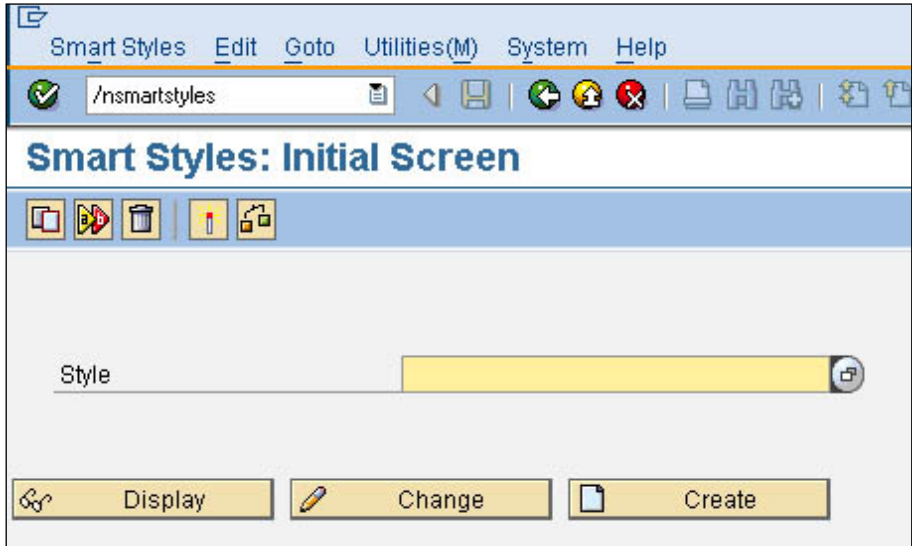 Smart Styles Edit Goto Utilities(M) System Help
/nsmartstyles
Smart Styles: Initial Screen
Style
Display Change Create